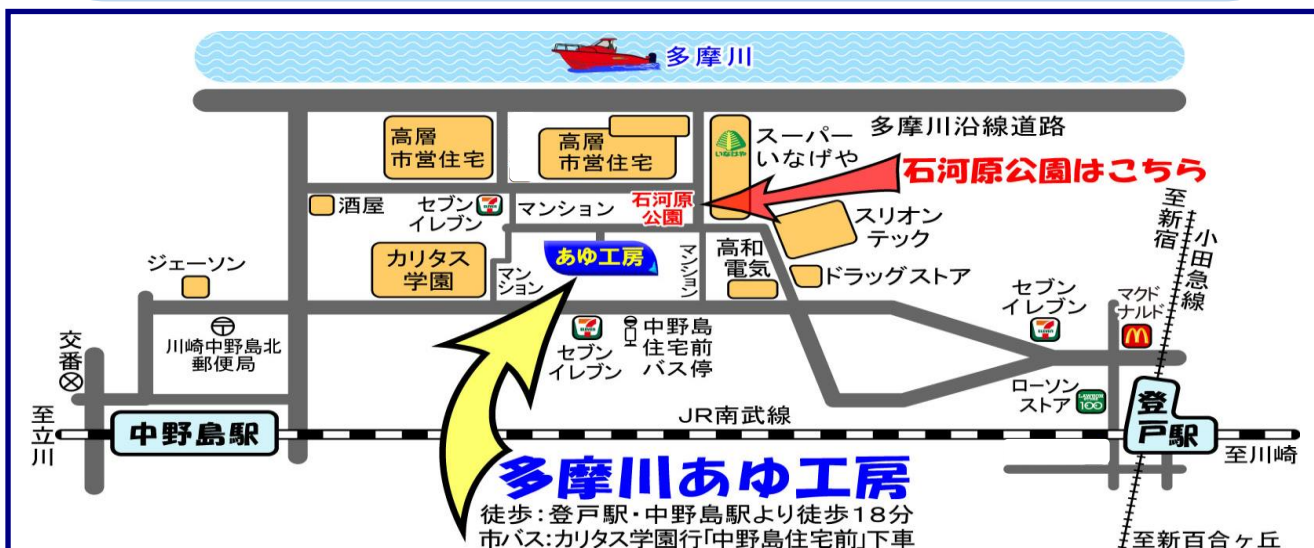 多摩川
高層
市営住宅
高層
市営住宅
いなげや
スーパー
いなげや
多摩川沿線道路
石河原公園はこちら
酒屋
セブン
イレブン
マンション
石河原
公園
スリオン
テック
至新宿
小田急線
カリタス
学園
マンション
あゆ工房
マンション
高和
電気
ドラッグストア
ジェーソン
セブン
イレブン
マクド
ナルド
交番
川崎中野島北
郵便局
セブン
イレブン
中野島
住宅前
バス停
ローソン
ストア
100
至立川
中野島駅
JR南武線
登戸駅
至川崎
多摩川あゆ工房
徒歩：登戸駅・中野島駅より徒歩18分
市バス：カリタス学園行「中野島住宅前」下車
至新百合ヶ丘